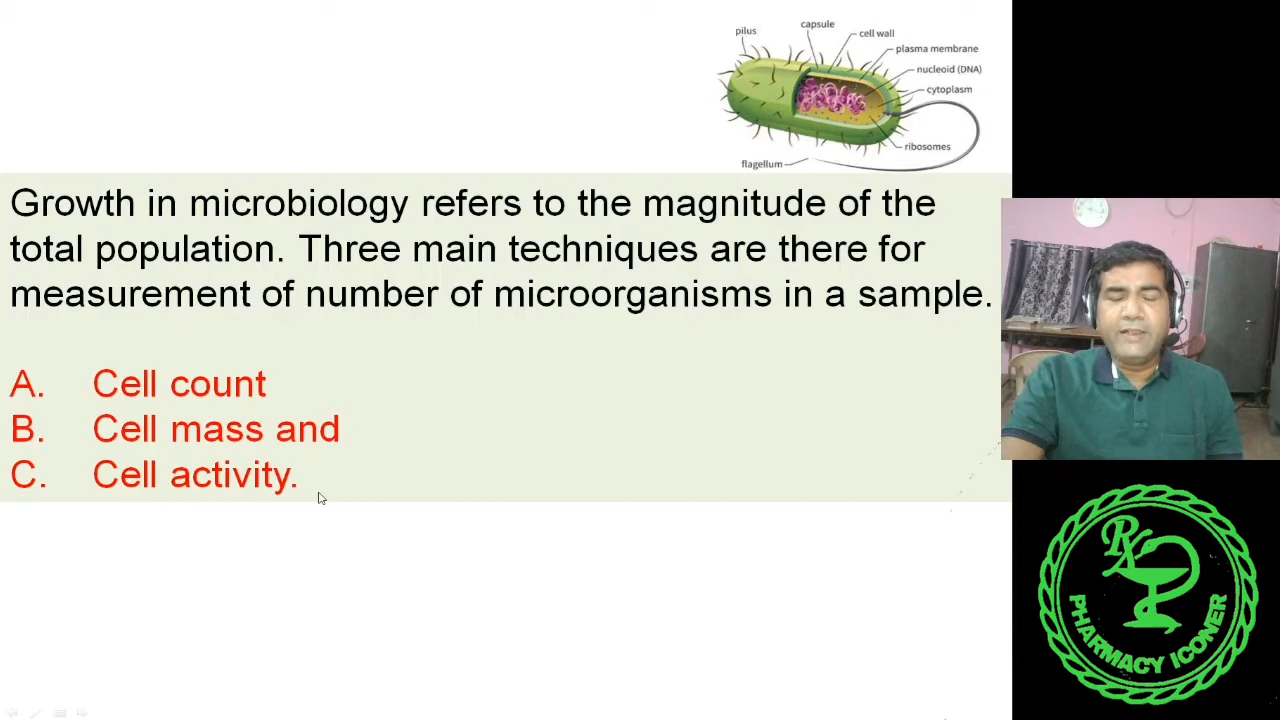 capsule
pilus
cell wall
plasma membrane
nucleoid (DNA)
cytoplasm
ribosomes
flagellum
Growth in microbiology refers to the magnitude of the
total population. Three main techniques are there for
measurement of number of microorganisms in a sample.
A. Cell count
B. Cell mass and
C. Cell activity.
Rx
PHARMACY ICONER